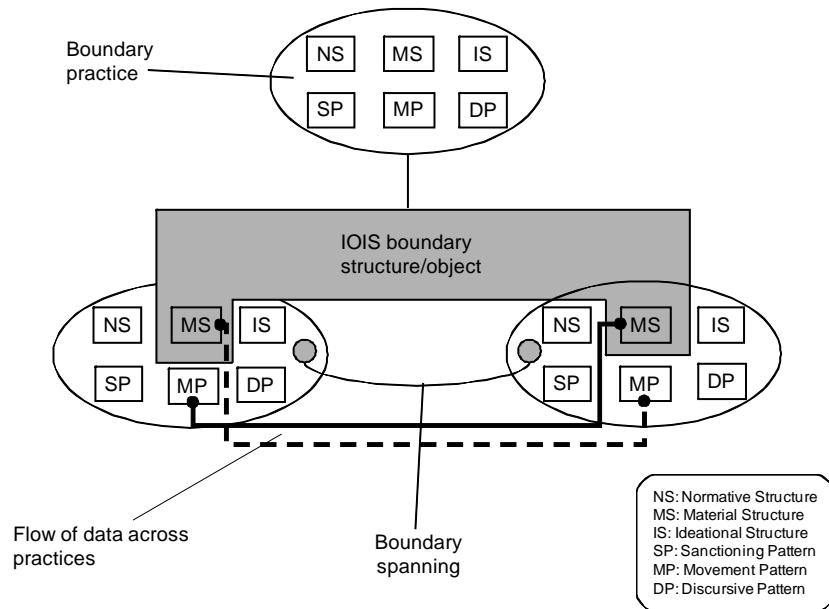 Boundary
practice
NS MS IS
SP MP DP
IOIS boundary
structure/object
NS MS IS
SP MP DP
NS MS IS
SP MP DP
Flow of data across
practices
Boundary
spanning
NS: Normative Structure
MS: Material Structure
IS: Ideational Structure
SP: Sanctioning Pattern
MP: Movement Pattern
DP: Discursive Pattern